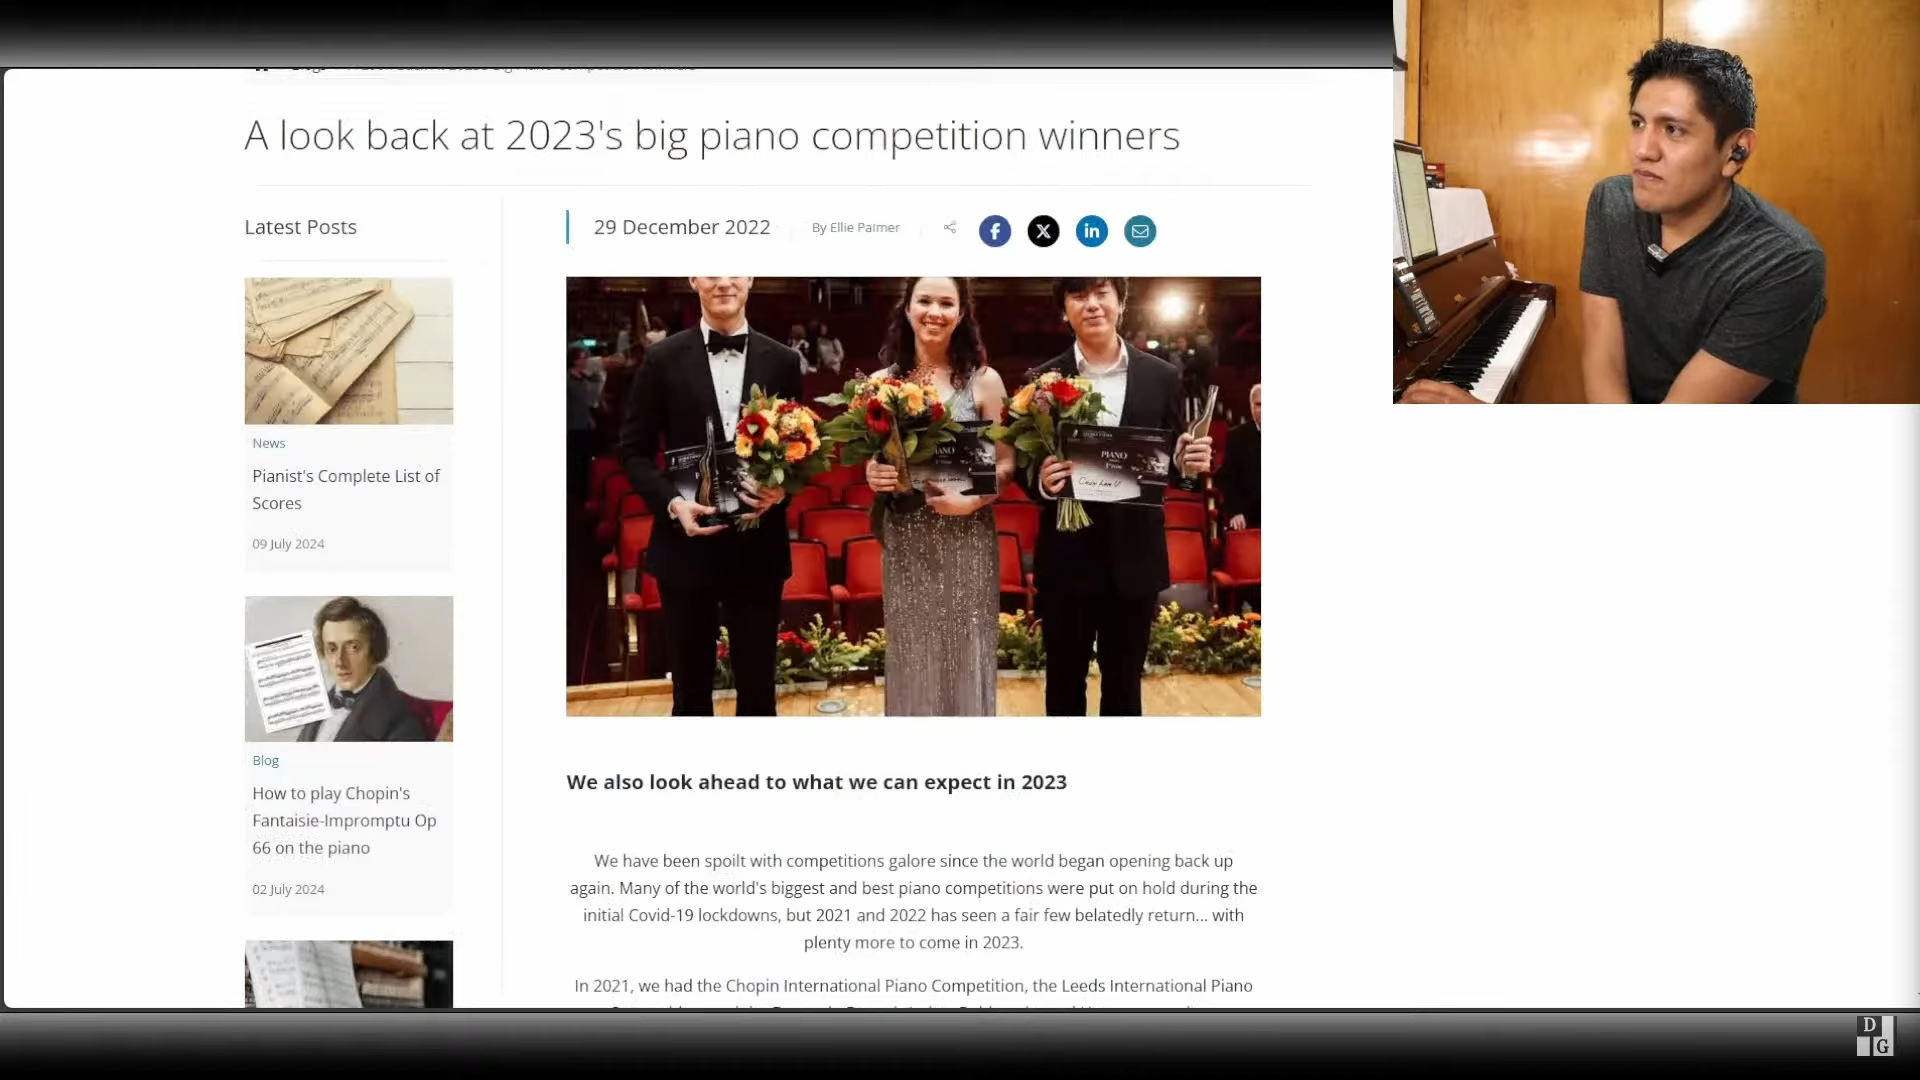 A look back at 2023's big piano competition winners
Latest Posts
29 December 2022
By Ellie Palmer
News
Pianist's Complete List of
Scores
09 July 2024
Blog
How to play Chopin's
Fantaisie-Impromptu Op
66 on the piano
02 July 2024
PIANO
We also look ahead to what we can expect in 2023
We have been spoilt with competitions galore since the world began opening back up
again. Many of the world's biggest and best piano competitions were put on hold during the
initial Covid-19 lockdowns, but 2021 and 2022 has seen a fair few belatedly return... with
plenty more to come in 2023.
In 2021, we had the Chopin International Piano Competition, the Leeds International Piano
D
G